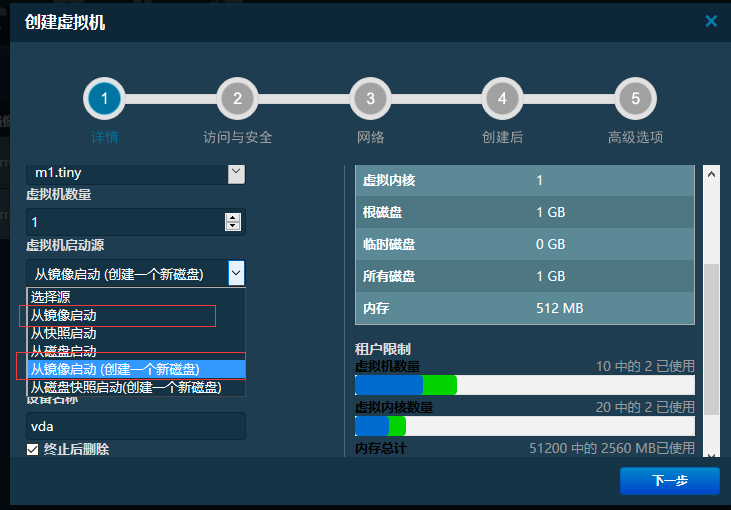 创建虚拟机
×
1
2
3
4
5
详情
访问与安全
网络
创建后
高级选项
m1.tiny
虚拟机数量
1
虚拟机启动源
从镜像启动 (创建一个新磁盘)
选择源
从镜像启动
从快照启动
从磁盘启动
从镜像启动 (创建一个新磁盘)
从磁盘快照启动(创建一个新磁盘)
设备名称
vda
终止后删除
虚拟内核 1
根磁盘 1 GB
临时磁盘 0 GB
所有磁盘 1 GB
内存 512 MB
租户限制
虚拟机数量 10 中的 2 已使用
虚拟内核数量 20 中的 2 已使用
内存总计 51200 中的 2560 MB已使用
下一步